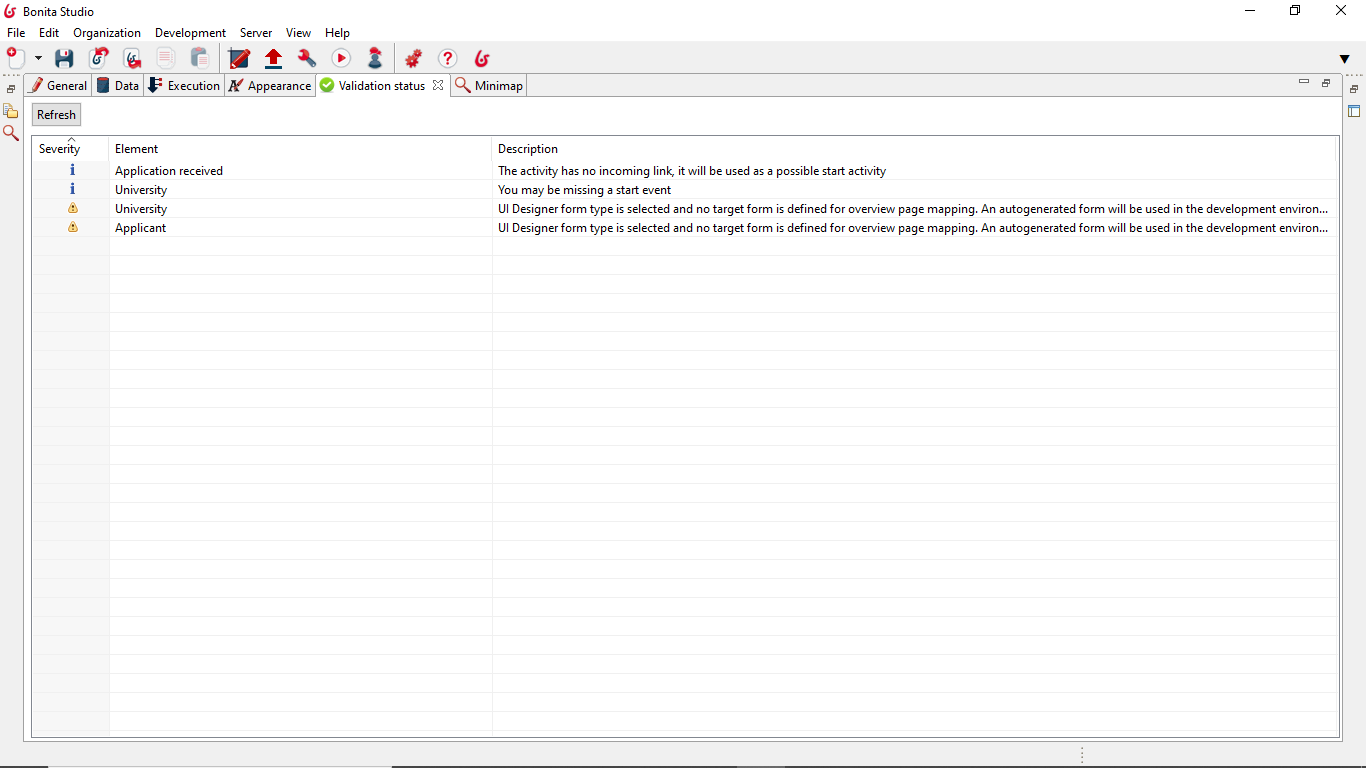 Bonita Studio
File Edit Organization Development Server View Help
General Data Execution Appearance Validation status Minimap
Refresh
Severity Element Description
Application received The activity has no incoming link, it will be used as a possible start activity
University You may be missing a start event
University UI Designer form type is selected and no target form is defined for overview page mapping. An autogenerated form will be used in the development environ...
Applicant UI Designer form type is selected and no target form is defined for overview page mapping. An autogenerated form will be used in the development environ...